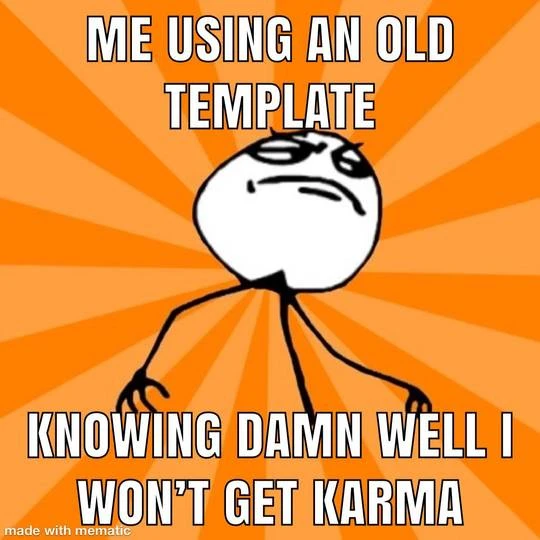 ME USING AN OLD
TEMPLATE
KNOWING DAMN WELL I
WON'T GET KARMA
made with mematic